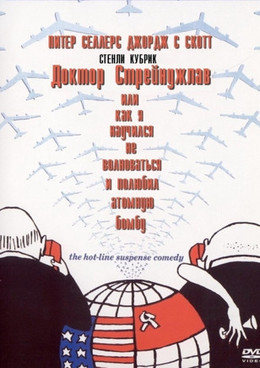 ПИТЕР СЕЛЛЕРС ДЖОРДЖ С СКОТТ
СТЕНЛИ КУБРИК
Доктор Стрейнджлав
или
как я
научился
не
волноваться
и полюбил
атомную
бомбу
the hot-line suspense comedy
DVD
VIDEO